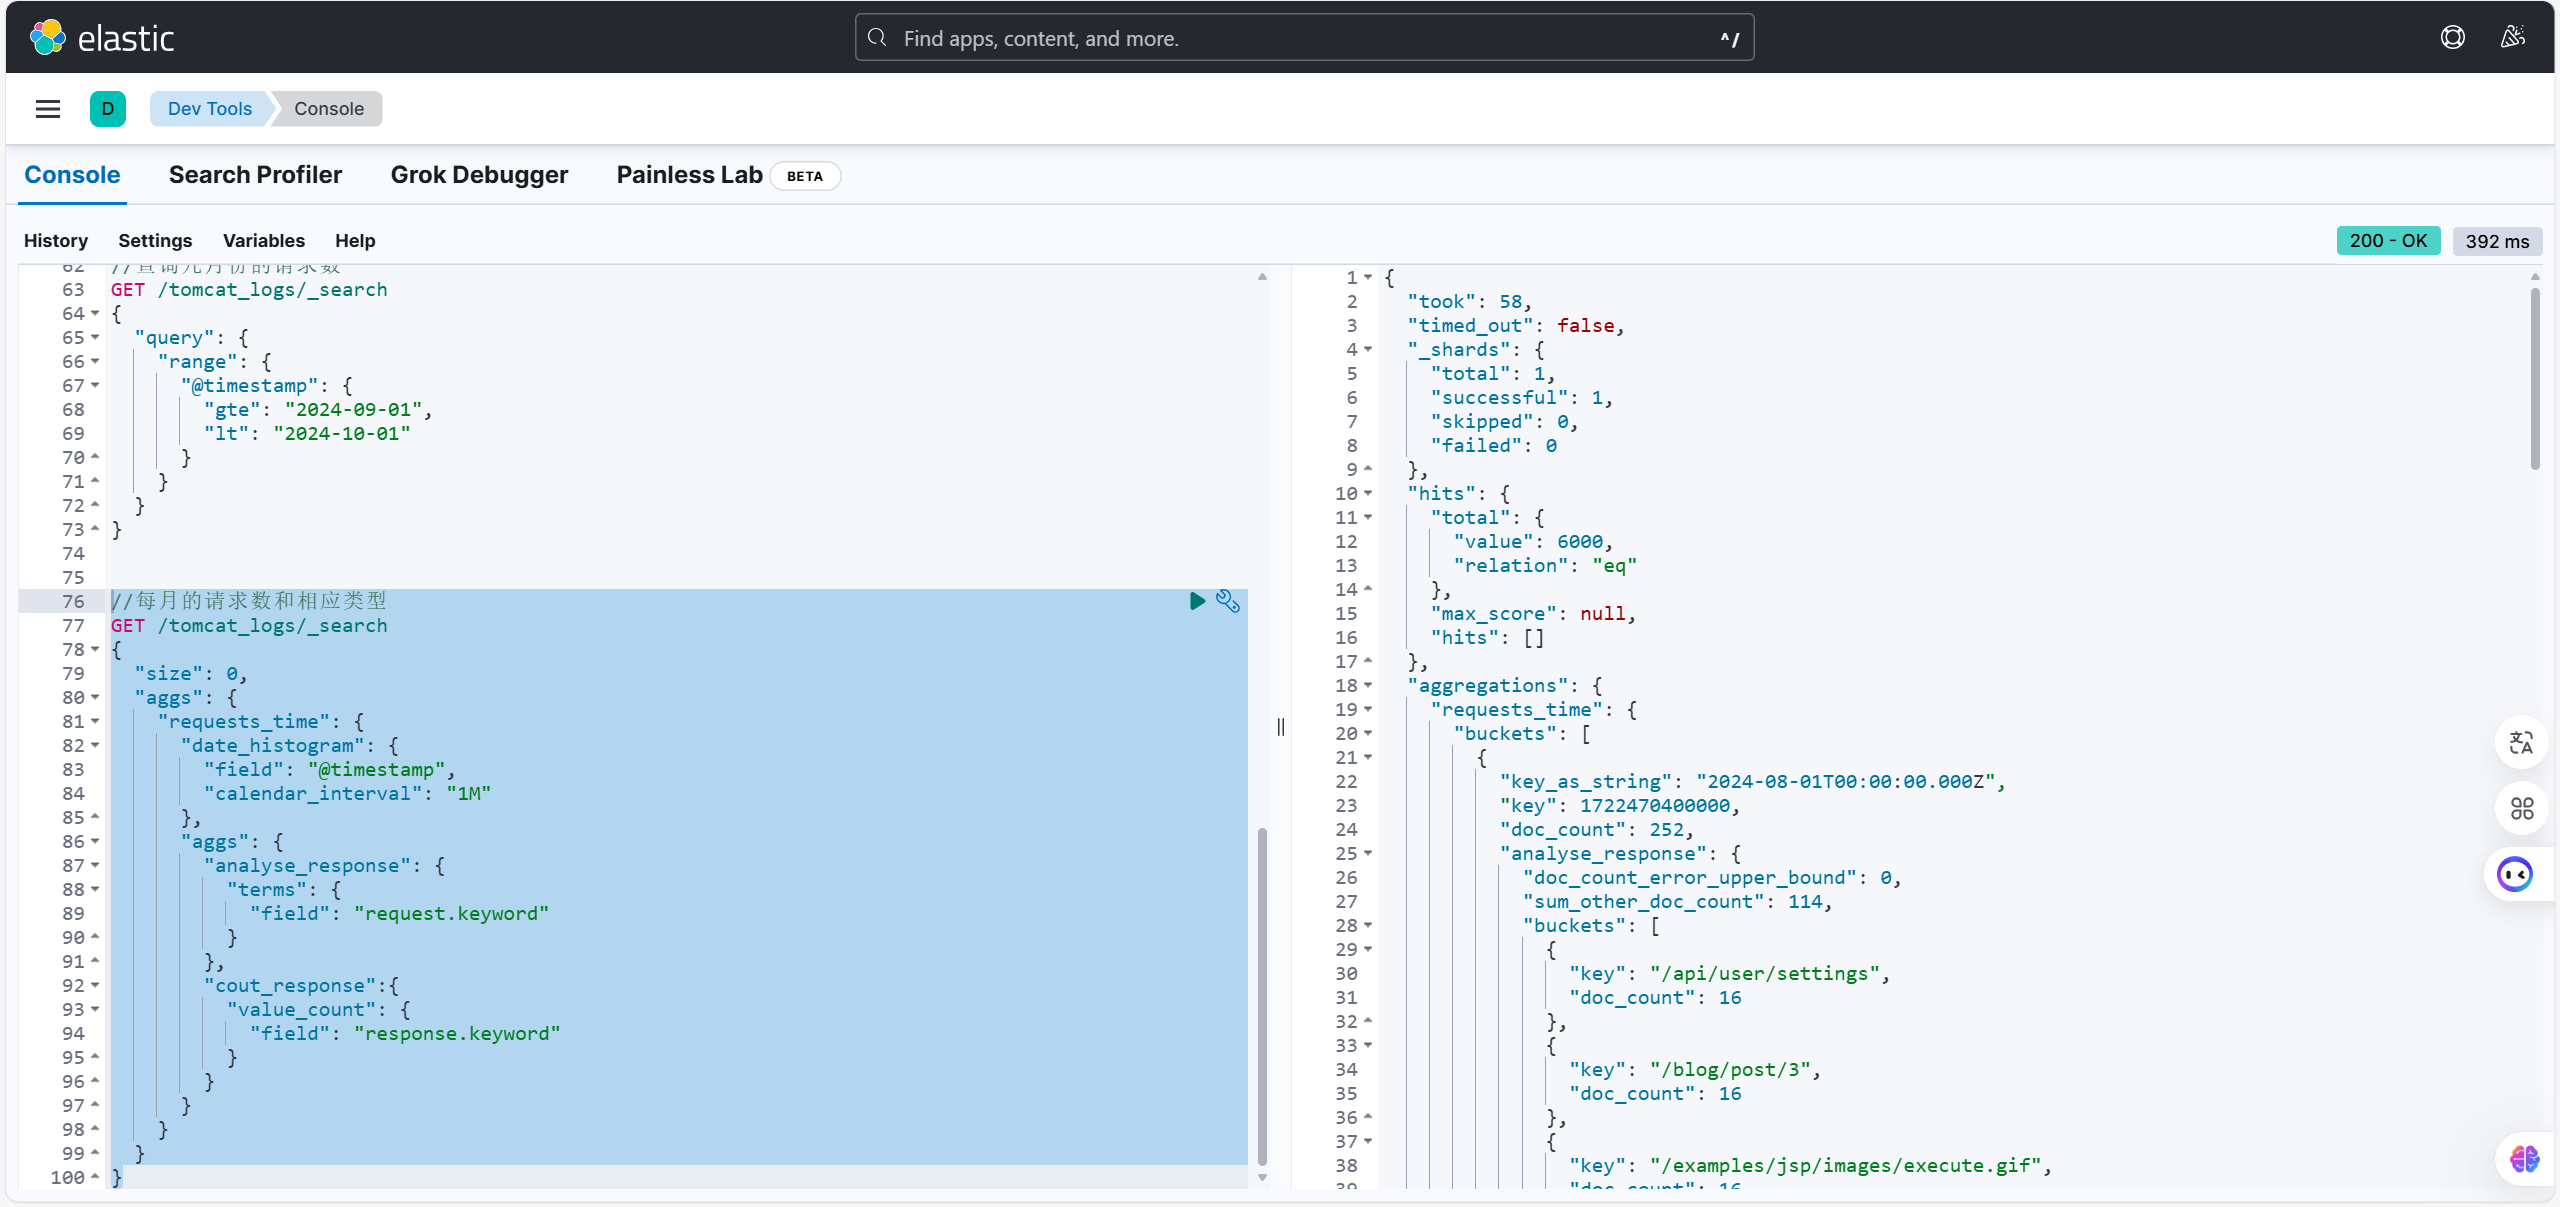 elastic
Find apps, content, and more.
^/
D
Dev Tools
Console
Console
Search Profiler
Grok Debugger
Painless Lab
BETA
History
Settings
Variables
Help
200 - OK
392 ms
62 //查询九月份的请求数
63 GET /tomcat_logs/_search
64 {
65 "query": {
66 "range": {
67 "@timestamp": {
68 "gte": "2024-09-01",
69 "lt": "2024-10-01"
70 }
71 }
72 }
73 }
74
75
76 //每月的请求数和相应类型
77 GET /tomcat_logs/_search
78 {
79 "size": 0,
80 "aggs": {
81 "requests_time": {
82 "date_histogram": {
83 "field": "@timestamp",
84 "calendar_interval": "1M"
85 },
86 "aggs": {
87 "analyse_response": {
88 "terms": {
89 "field": "request.keyword"
90 }
91 },
92 "cout_response":{
93 "value_count": {
94 "field": "response.keyword"
95 }
96 }
97 }
98 }
99 }
100 }
1 {
2 "took": 58,
3 "timed_out": false,
4 "_shards": {
5 "total": 1,
6 "successful": 1,
7 "skipped": 0,
8 "failed": 0
9 },
10 "hits": {
11 "total": {
12 "value": 6000,
13 "relation": "eq"
14 },
15 "max_score": null,
16 "hits": []
17 },
18 "aggregations": {
19 "requests_time": {
20 "buckets": [
21 {
22 "key_as_string": "2024-08-01T00:00:00.000Z",
23 "key": 1722470400000,
24 "doc_count": 252,
25 "analyse_response": {
26 "doc_count_error_upper_bound": 0,
27 "sum_other_doc_count": 114,
28 "buckets": [
29 {
30 "key": "/api/user/settings",
31 "doc_count": 16
32 },
33 {
34 "key": "/blog/post/3",
35 "doc_count": 16
36 },
37 {
38 "key": "/examples/jsp/images/execute.gif",
39 "doc_count": 16